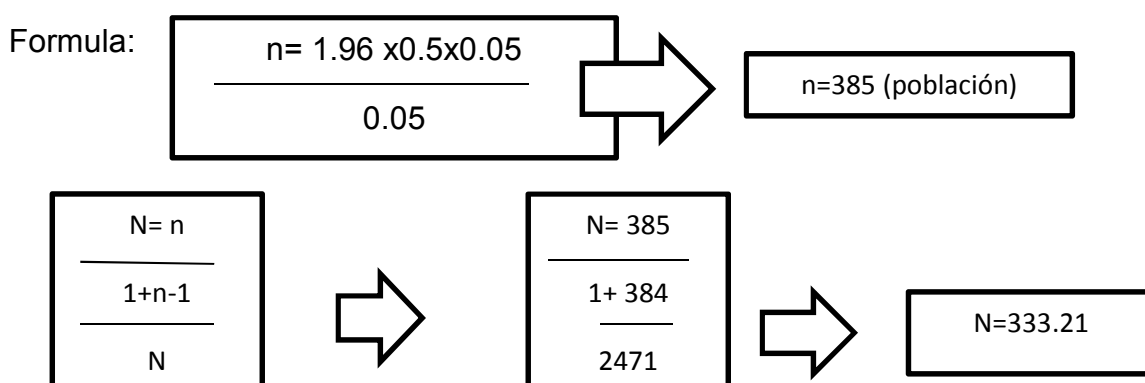 Formula:
n= 1.96 x0.5x0.05
0.05
n=385 (población)
N= n
1+n-1
N
N= 385
1+ 384
2471
N=333.21